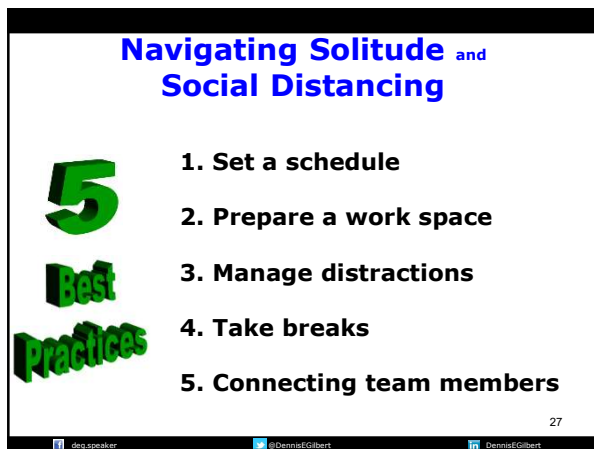 Navigating Solitude and
Social Distancing
5
Best
Practices
1. Set a schedule
2. Prepare a work space
3. Manage distractions
4. Take breaks
5. Connecting team members
27
f deg.speaker
@DennisEGilbert
in DennisEGilbert